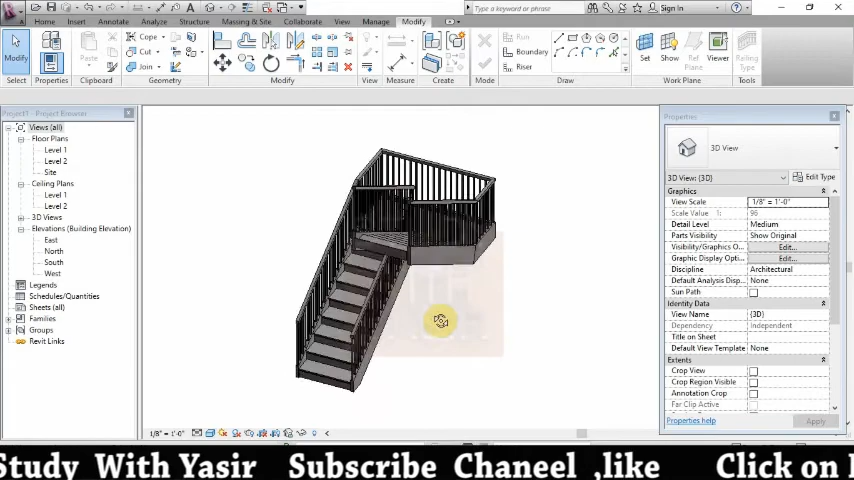 Type a keyword or phrase
Sign In
Home Insert Annotate Analyze Structure Massing & Site Collaborate View Manage Modify
Modify
Properties
Paste
Cope
Cut
Join
Run
Boundary
Riser
Set
Show
Ref Plane
Viewer
Railing Type
Select
Properties
Clipboard
Geometry
Modify
View
Measure
Create
Mode
Draw
Work Plane
Tools
Project1 - Project Browser
Views (all)
Floor Plans
Level 1
Level 2
Site
Ceiling Plans
Level 1
Level 2
3D Views
Elevations (Building Elevation)
East
North
South
West
Legends
Schedules/Quantities
Sheets (all)
Families
Groups
Revit Links
Properties
3D View
3D View: {3D}
Edit Type
Graphics
View Scale 1/8" = 1'-0"
Scale Value 1: 96
Detail Level Medium
Parts Visibility Show Original
Visibility/Graphics O... Edit...
Graphic Display Opti... Edit...
Discipline Architectural
Default Analysis Disp... None
Sun Path
Identity Data
View Name {3D}
Dependency Independent
Title on Sheet
Default View Template None
Extents
Crop View
Crop Region Visible
Annotation Crop
Far Clip Active
Properties help
Apply
1/8" = 1'-0"
Study With Yasir Subscribe Chaneel ,like Click on